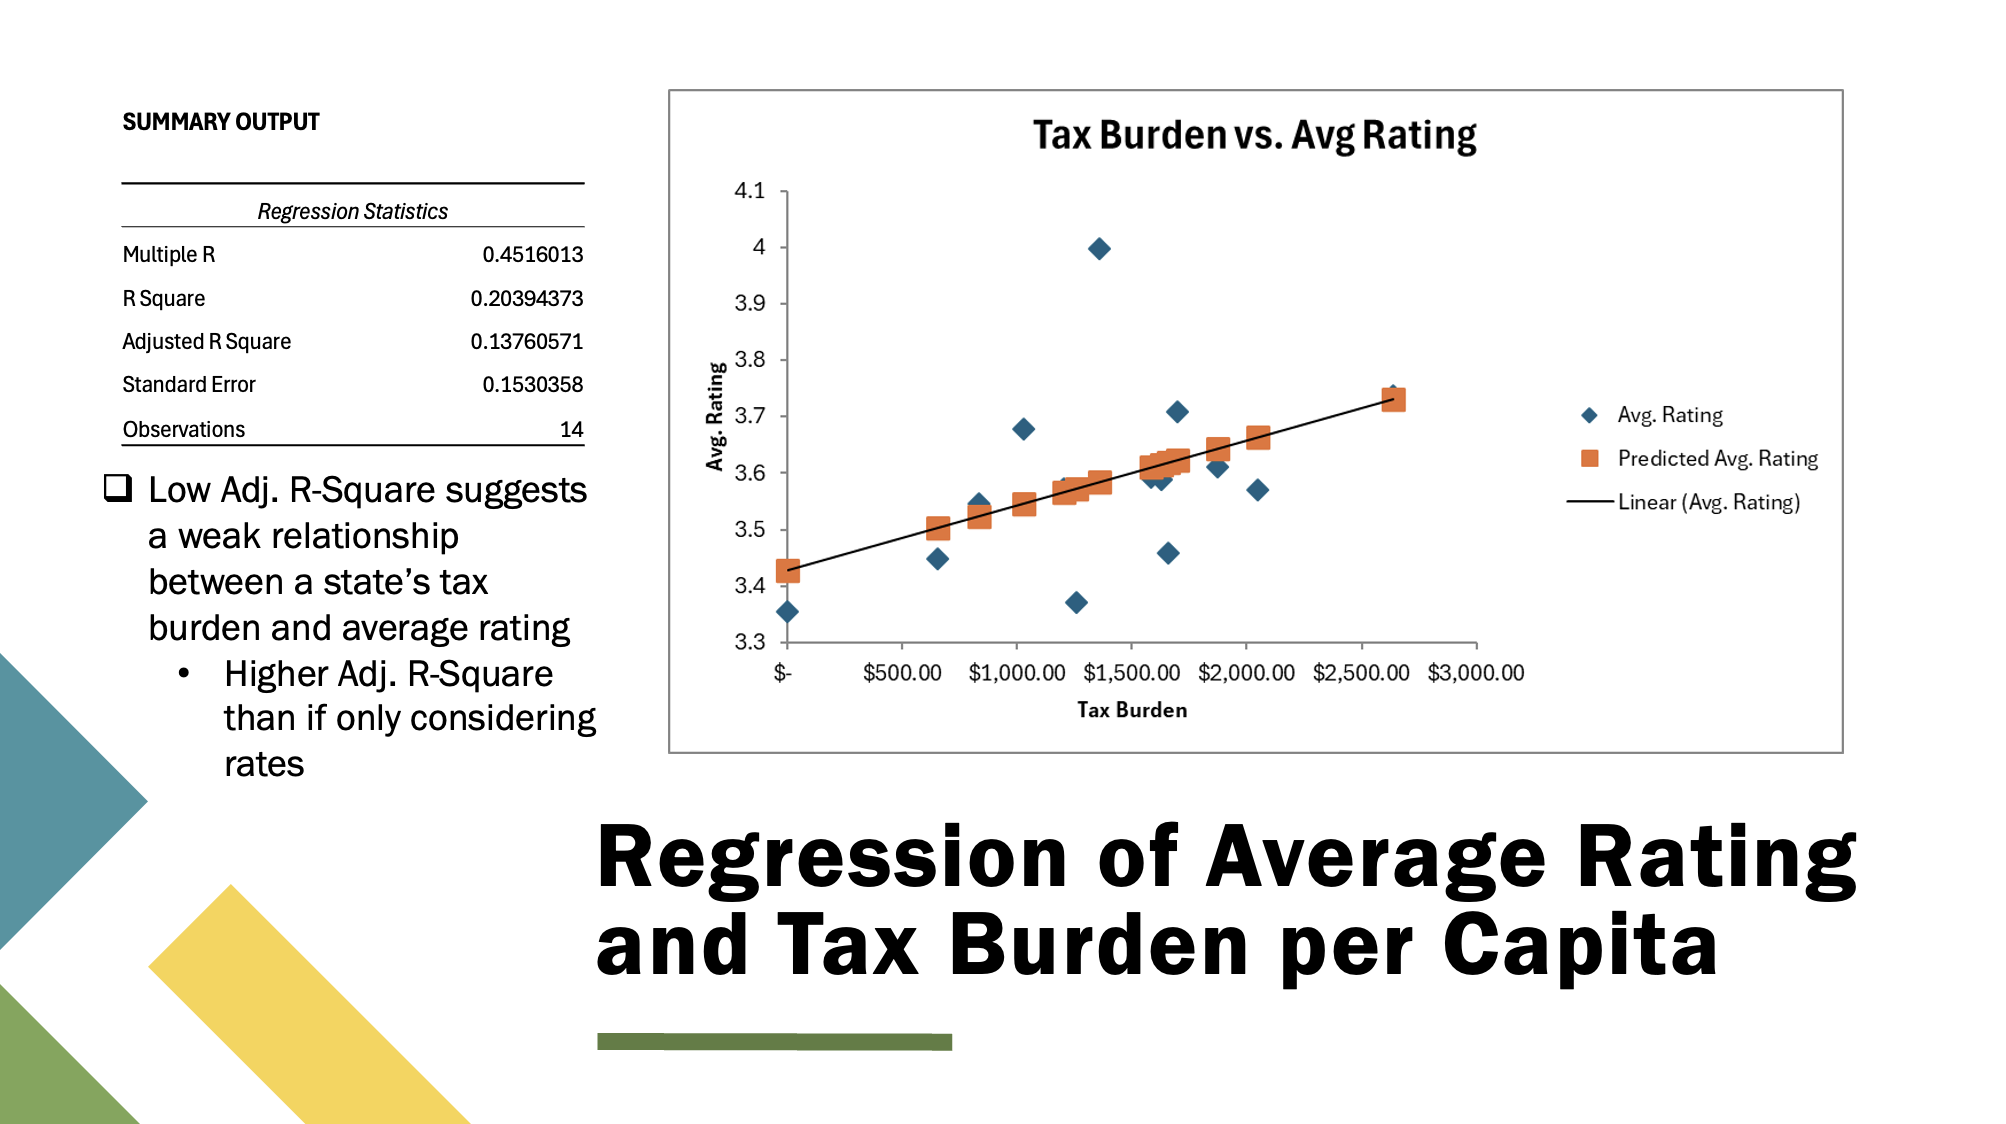 SUMMARY OUTPUT
Regression Statistics
Multiple R 0.4516013
R Square 0.20394373
Adjusted R Square 0.13760571
Standard Error 0.1530358
Observations 14
Low Adj. R-Square suggests
a weak relationship
between a state’s tax
burden and average rating
• Higher Adj. R-Square
than if only considering
rates
Tax Burden vs. Avg Rating
4.1
4
3.9
3.8
3.7
3.6
3.5
3.4
3.3
Avg. Rating
$- $500.00 $1,000.00 $1,500.00 $2,000.00 $2,500.00 $3,000.00
Tax Burden
Avg. Rating
Predicted Avg. Rating
Linear (Avg. Rating)
Regression of Average Rating
and Tax Burden per Capita